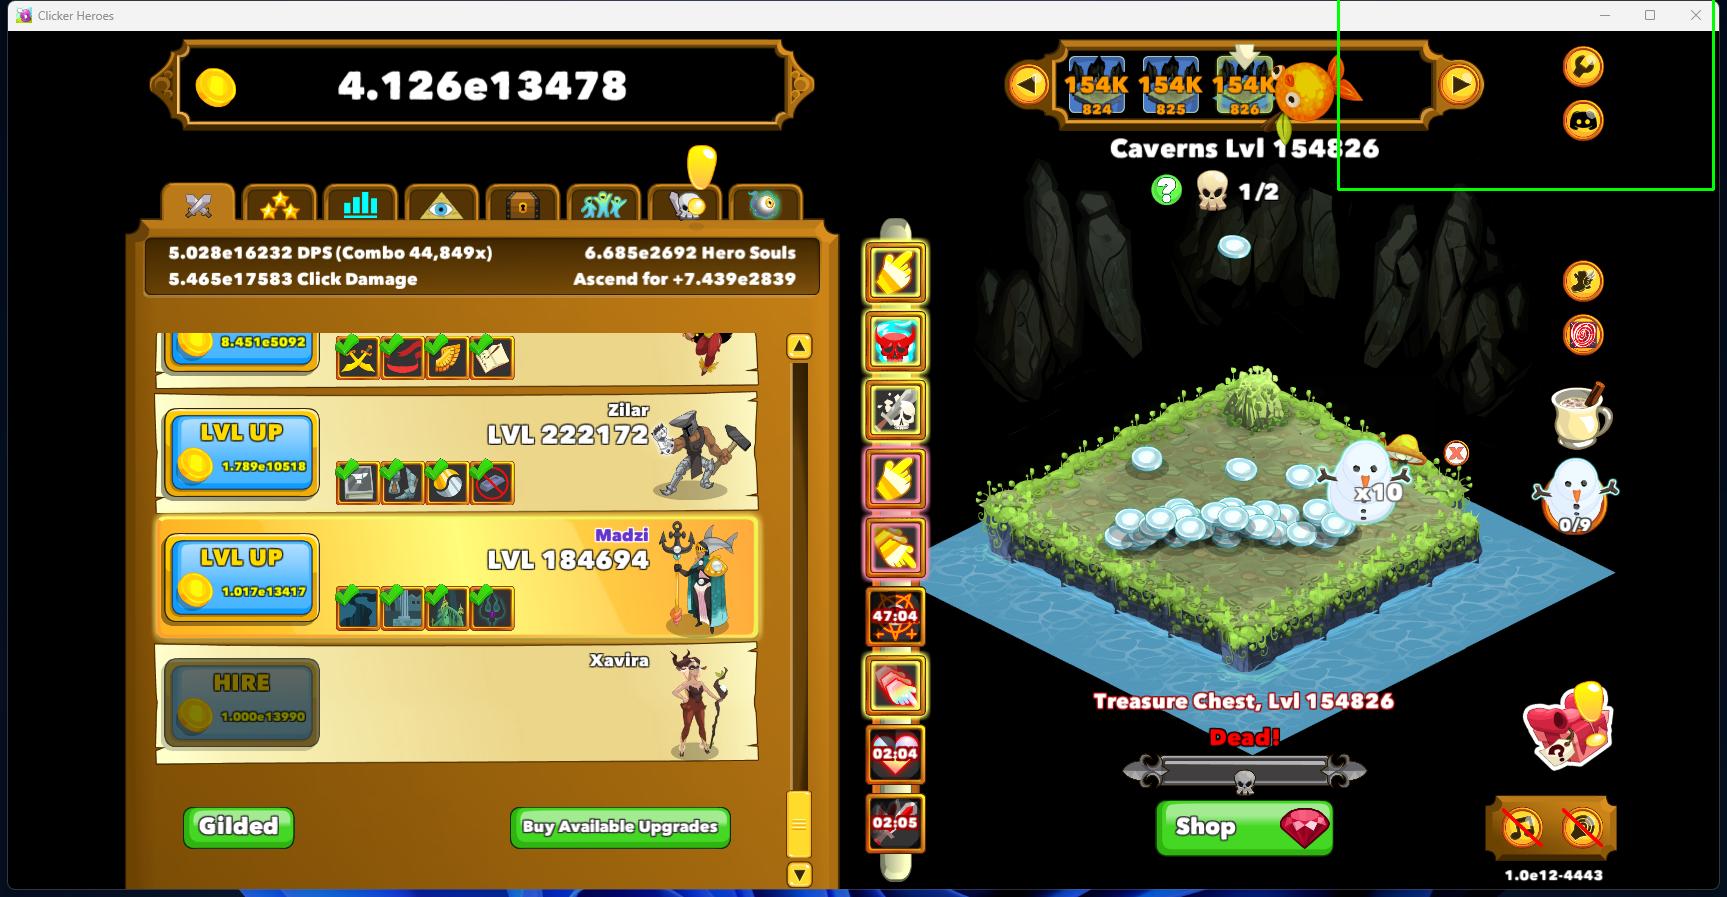 Clicker Heroes
4.126e13478
154K 154K 154K
824 825 826
Caverns Lvl 154826
1/2
5.028e16232 DPS (Combo 44,849x)
6.685e2692 Hero Souls
5.465e17583 Click Damage
Ascend for +7.439e2839
8.451e5092
Zilar
LVL UP
LVL 222172
1.789e10518
Madzi
LVL UP
LVL 184694
1.017e13417
Xavira
HIRE
1.000e13990
Gilded
Buy Available Upgrades
47:04
02:04
02:05
x10
0/9
Treasure Chest, Lvl 154826
Dead!
Shop
1.0e12-4443